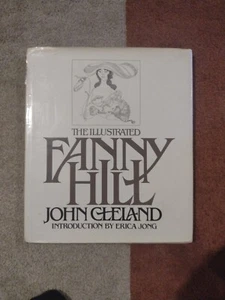 THE ILLUSTRATED
FANNY
HILL
JOHN CLELAND
INTRODUCTION BY ERICA JONG